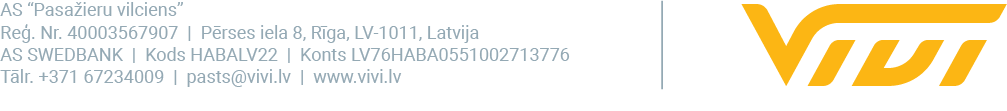 AS “Pasažieru vilciens”
Reģ. Nr. 40003567907 | Pērses iela 8, Rīga, LV-1011, Latvija
AS SWEDBANK | Kods HABALV22 | Konts LV76HABA0551002713776
Tālr. +371 67234009 | pasts@vivi.lv | www.vivi.lv
VIVI